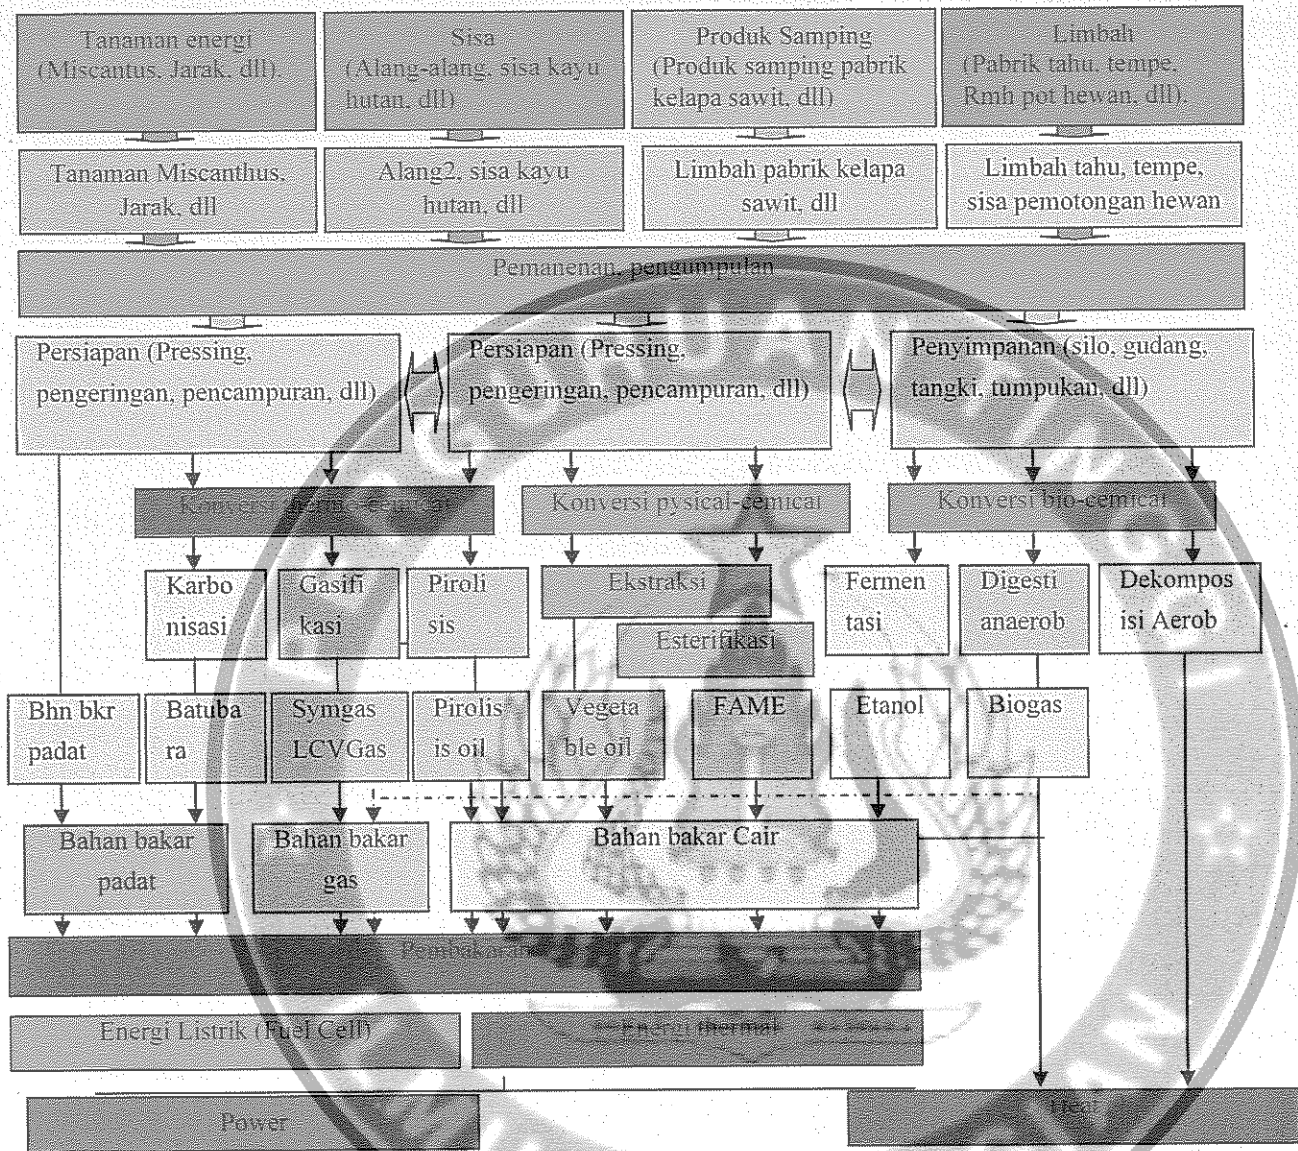 Tanaman energi
(Miscantus, Jarak, dll).
Sisa
(Alang-alang, sisa kayu
hutan, dll)
Produk Samping
(Produk samping pabrik
kelapa sawit, dll)
Limbah
(Pabrik tahu, tempe,
Rmh pot hewan, dll).
Tanaman Miscanthus,
Jarak, dll
Alang2, sisa kayu
hutan, dll
Limbah pabrik kelapa
sawit, dll
Limbah tahu, tempe,
sisa pemotongan hewan
Pemanenan, pengumpulan
Persiapan (Pressing,
pengeringan, pencampuran, dll)
Persiapan (Pressing,
pengeringan, pencampuran, dll)
Penyimpanan (silo, gudang,
tangki, tumpukan, dll)
Konversi
Konversi pysical-cemical
Konversi bio-cemical
Karbo
nisasi
Gasifi
kasi
Piroli
sis
Ekstraksi
Esterifikasi
Fermen
tasi
Digesti
anaerob
Dekompos
isi Aerob
Bhn bkr
padat
Batuba
ra
Symgas
LCVGas
Pirolis
is oil
Vegeta
ble oil
FAME
Etanol
Biogas
Bahan bakar
padat
Bahan bakar
gas
Bahan bakar Cair
Pembakaran
Energi Listrik (Fuel Cell)
Energi thermal
Power
Heat